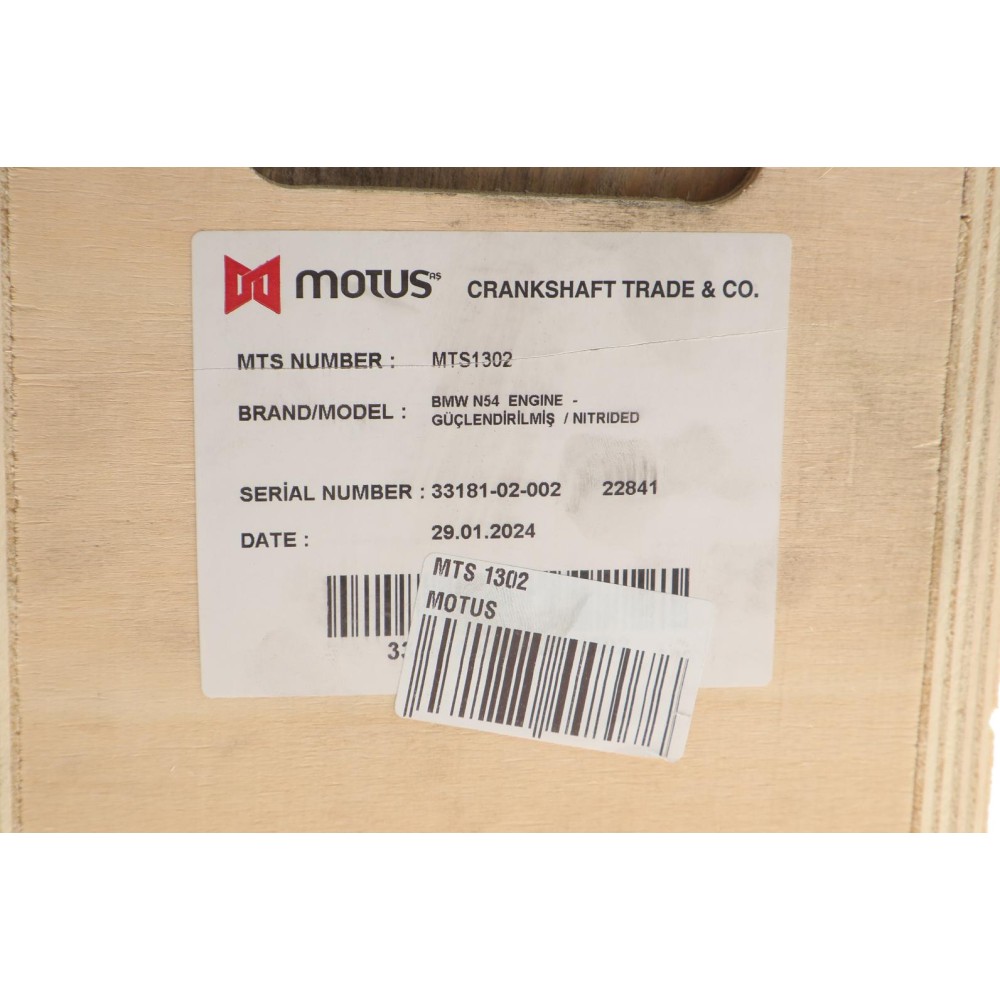 MOTUS AŞ CRANKSHAFT TRADE & CO.
MTS NUMBER : MTS1302
BRAND/MODEL : BMW N54 ENGINE -
GÜÇLENDİRİLMİŞ / NITRIDED
SERİAL NUMBER : 33181-02-002 22841
DATE : 29.01.2024
MTS 1302
MOTUS